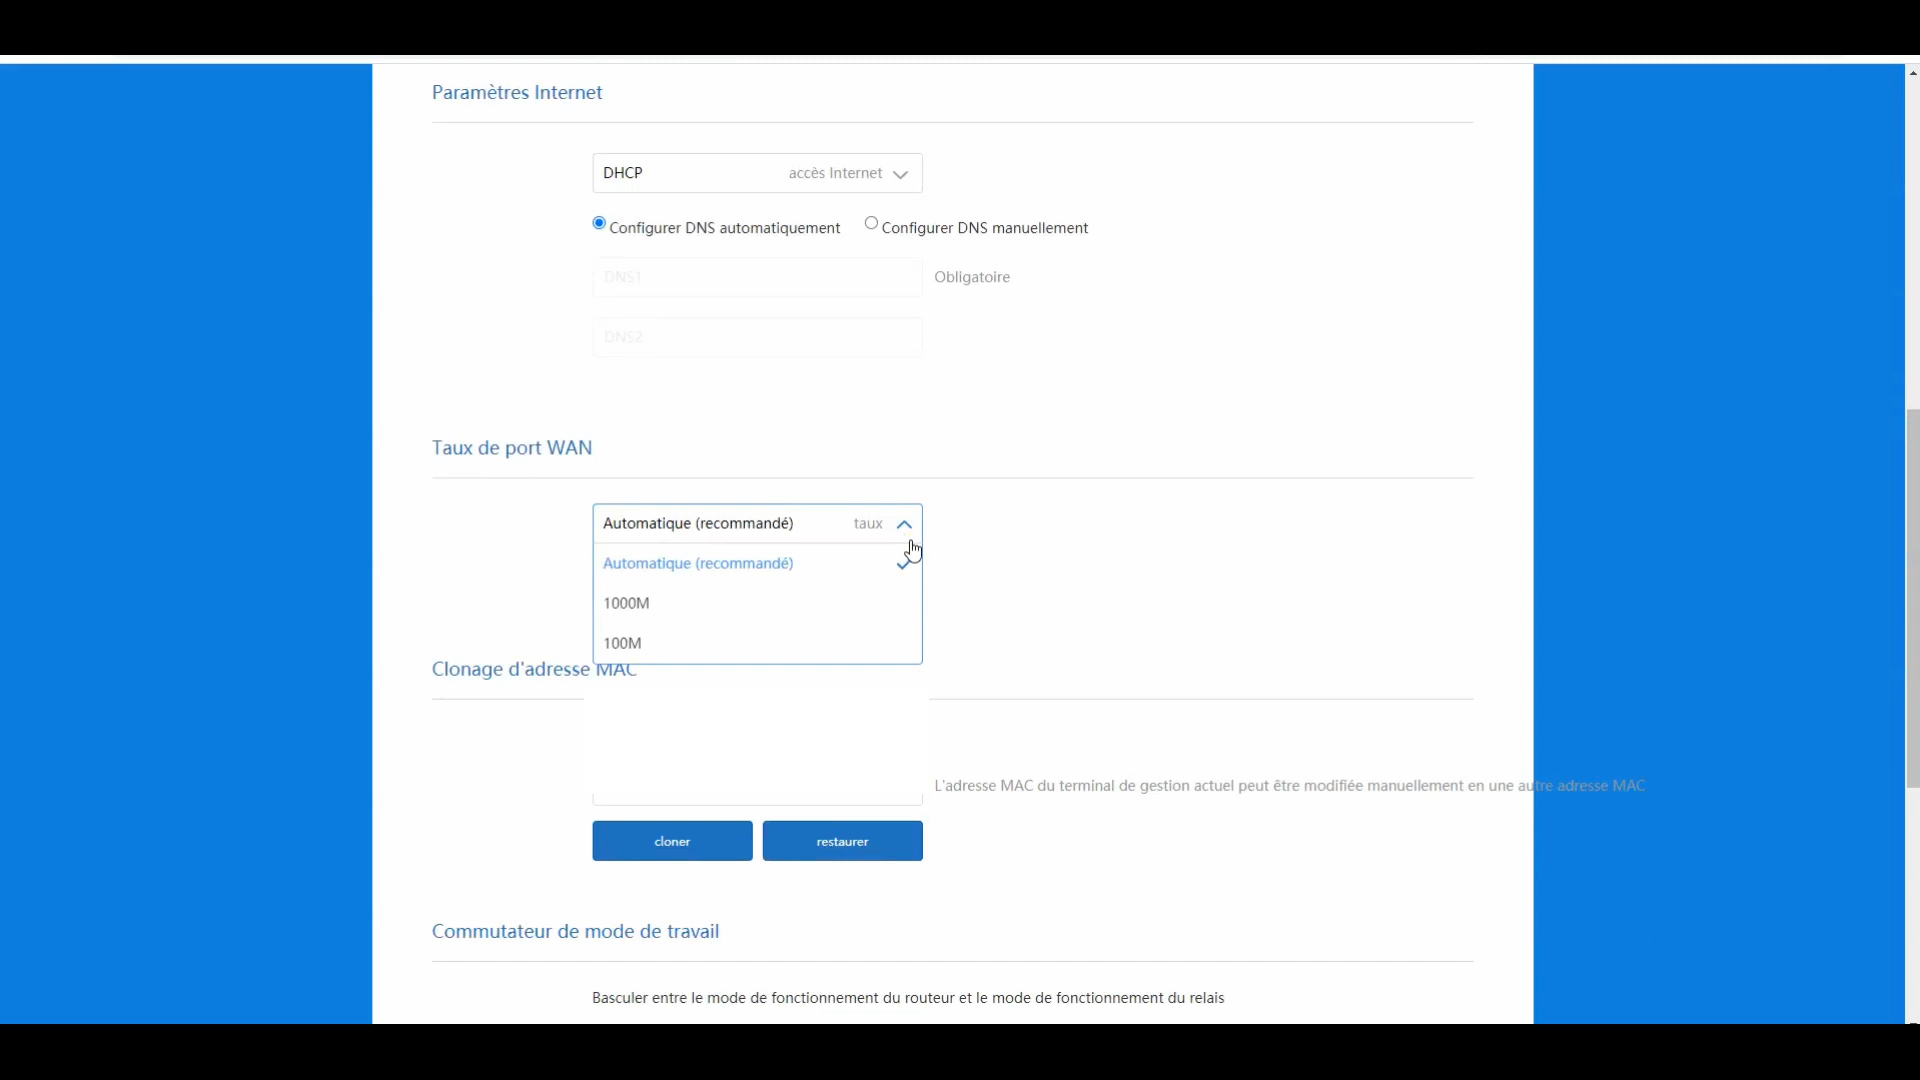 Paramètres Internet
DHCP accès Internet
Configurer DNS automatiquement Configurer DNS manuellement
DNS1 Obligatoire
DNS2
Taux de port WAN
Automatique (recommandé) taux
Automatique (recommandé)
1000M
100M
Clonage d'adresse MAC
L'adresse MAC du terminal de gestion actuel peut être modifiée manuellement en une autre adresse MAC
cloner restaurer
Commutateur de mode de travail
Basculer entre le mode de fonctionnement du routeur et le mode de fonctionnement du relais